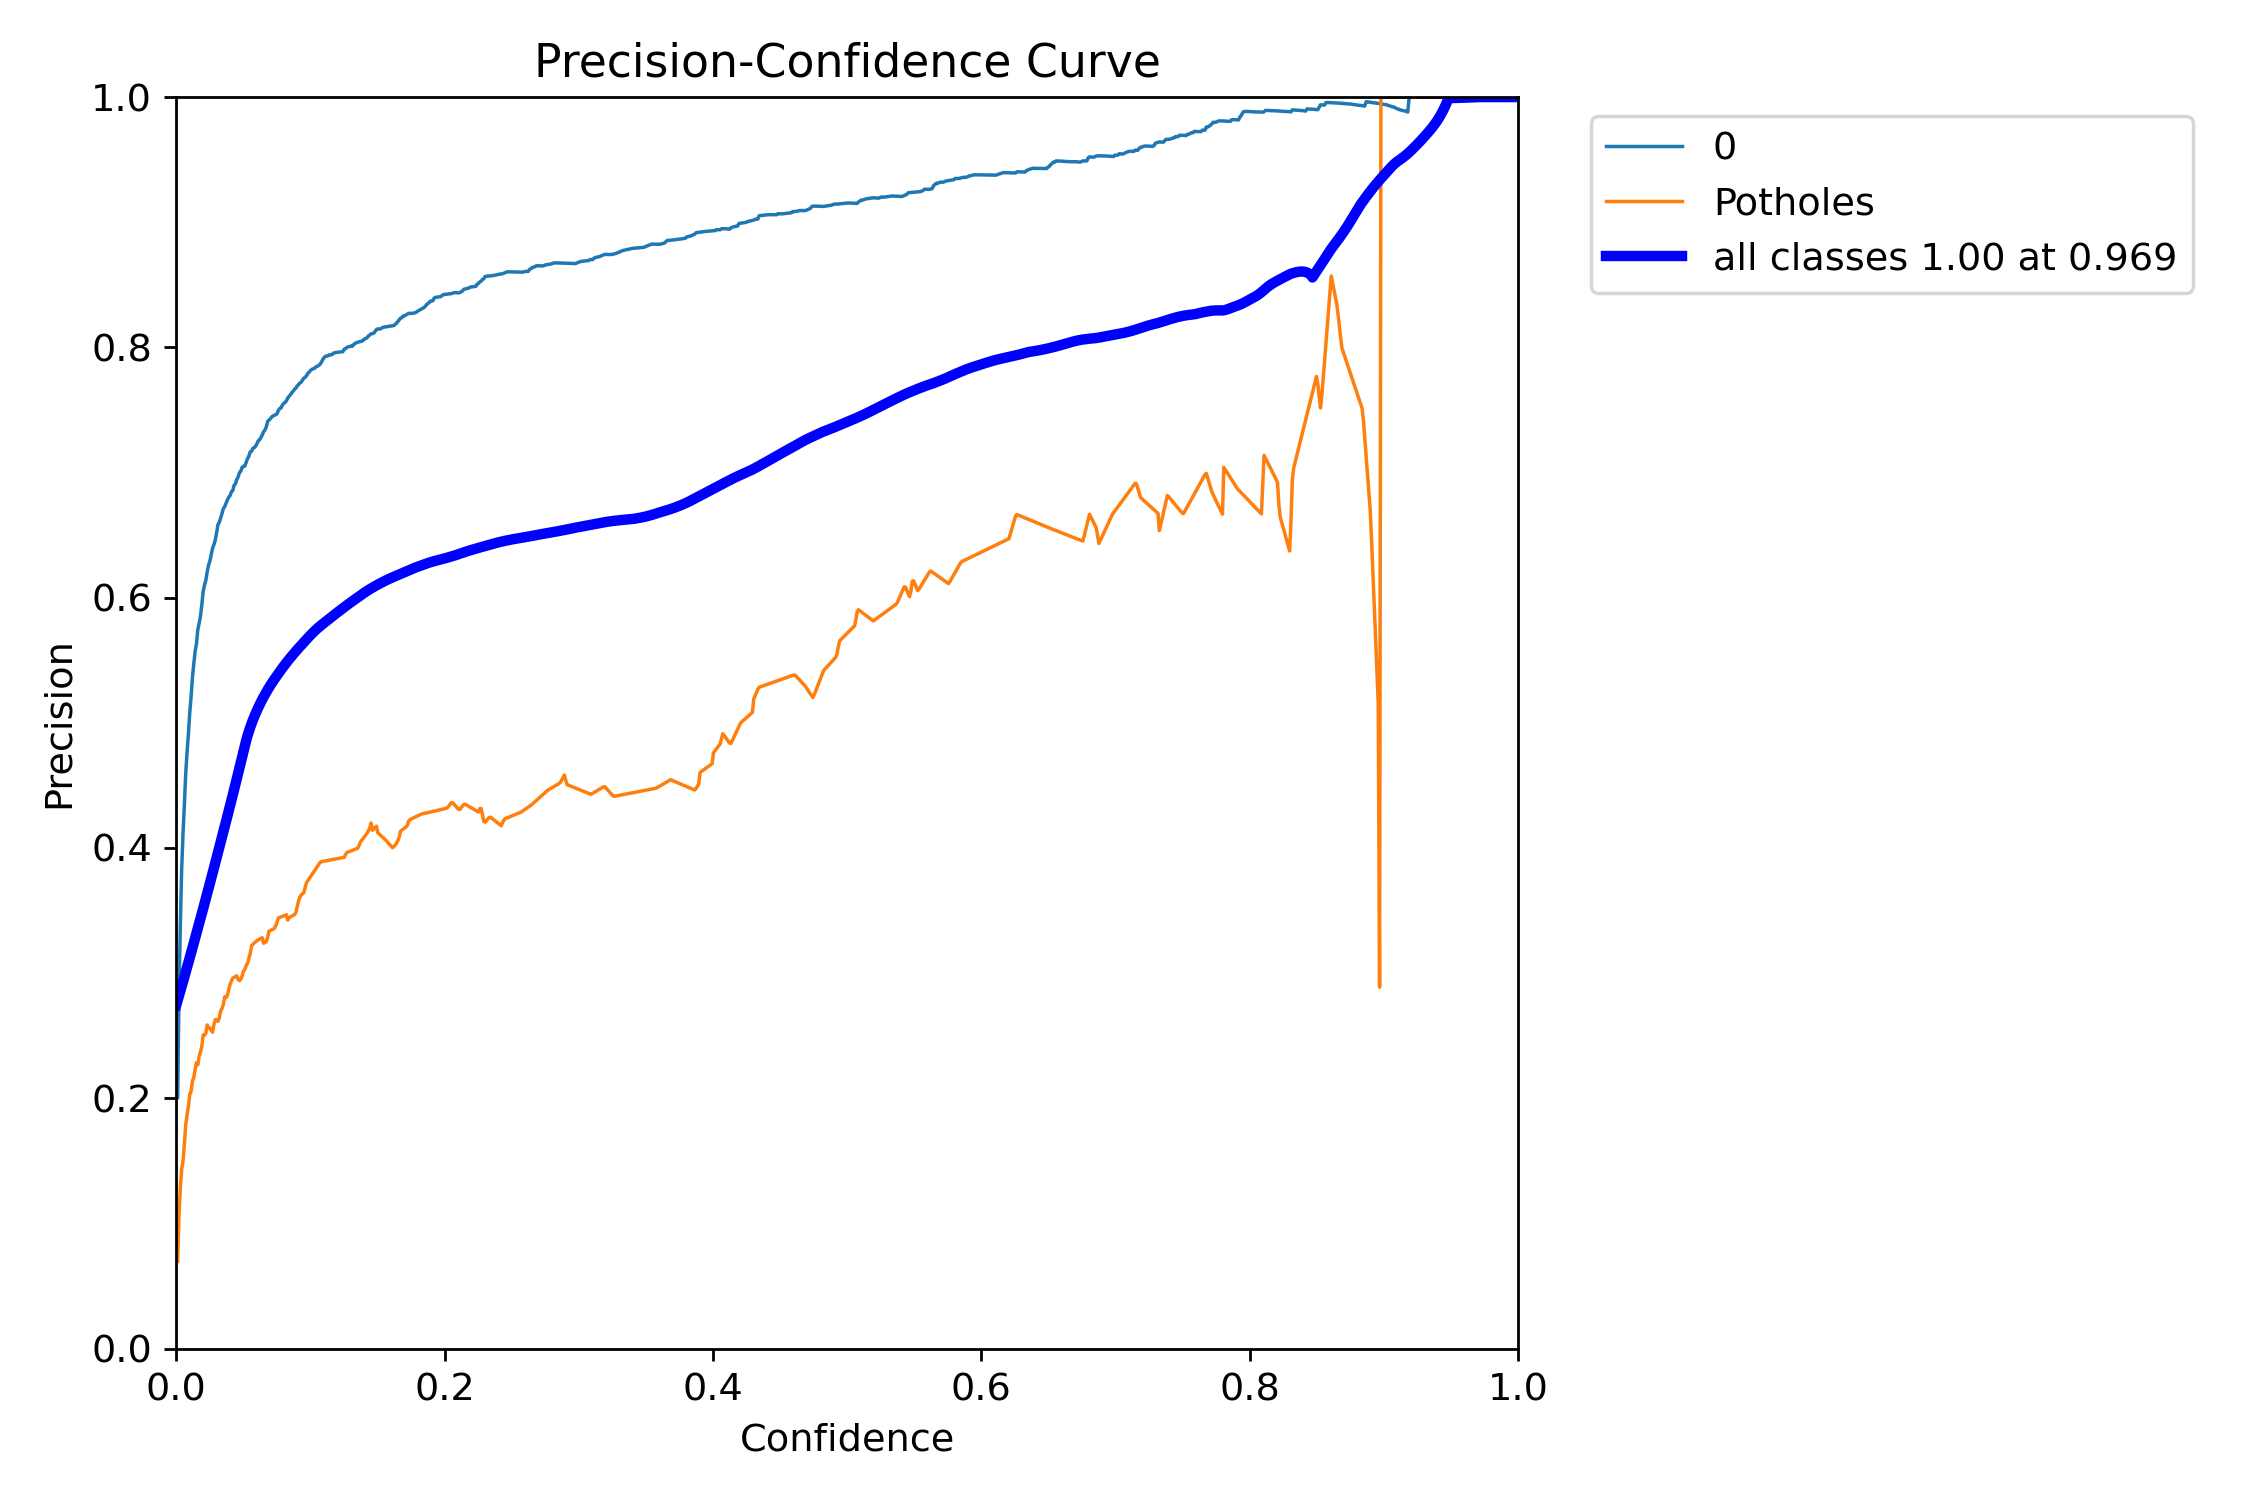 Precision-Confidence Curve
1.0
0.8
0.6
0.4
0.2
0.0
Precision
0.0 0.2 0.4 0.6 0.8 1.0
Confidence
0
Potholes
all classes 1.00 at 0.969